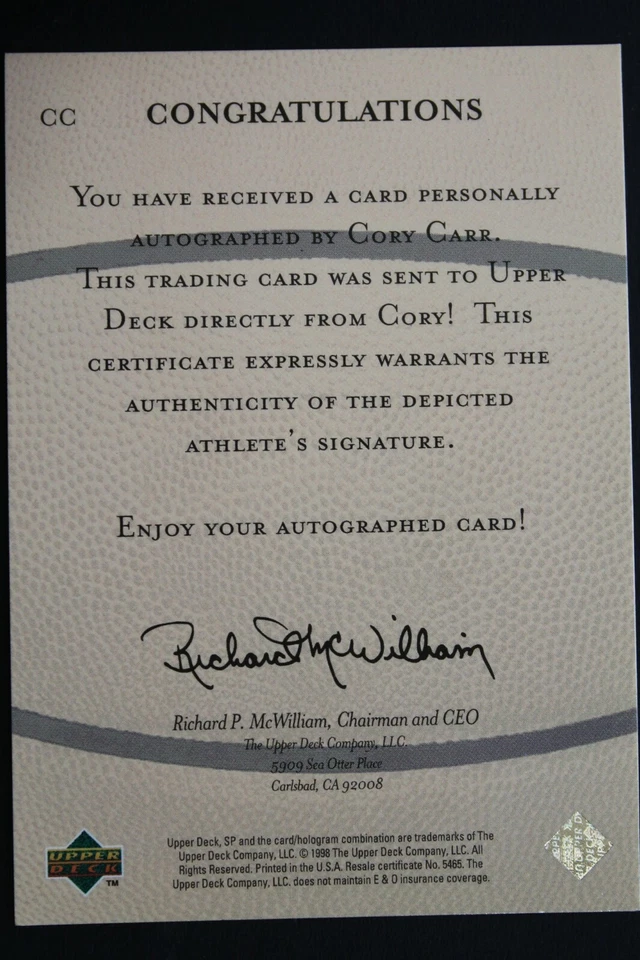 CC CONGRATULATIONS
YOU HAVE RECEIVED A CARD PERSONALLY
AUTOGRAPHED BY CORY CARR.
THIS TRADING CARD WAS SENT TO UPPER
DECK DIRECTLY FROM CORY! THIS
CERTIFICATE EXPRESSLY WARRANTS THE
AUTHENTICITY OF THE DEPICTED
ATHLETE'S SIGNATURE.
ENJOY YOUR AUTOGRAPHED CARD!
Richard McWilliam
Richard P. McWilliam, Chairman and CEO
The Upper Deck Company, LLC.
5909 Sea Otter Place
Carlsbad, CA 92008
UPPER
DECK
TM
Upper Deck, SP and the card/hologram combination are trademarks of The
Upper Deck Company, LLC. © 1998 The Upper Deck Company, LLC. All
Rights Reserved. Printed in the U.S.A. Resale certificate No. 5465. The
Upper Deck Company, LLC. does not maintain E & O insurance coverage.